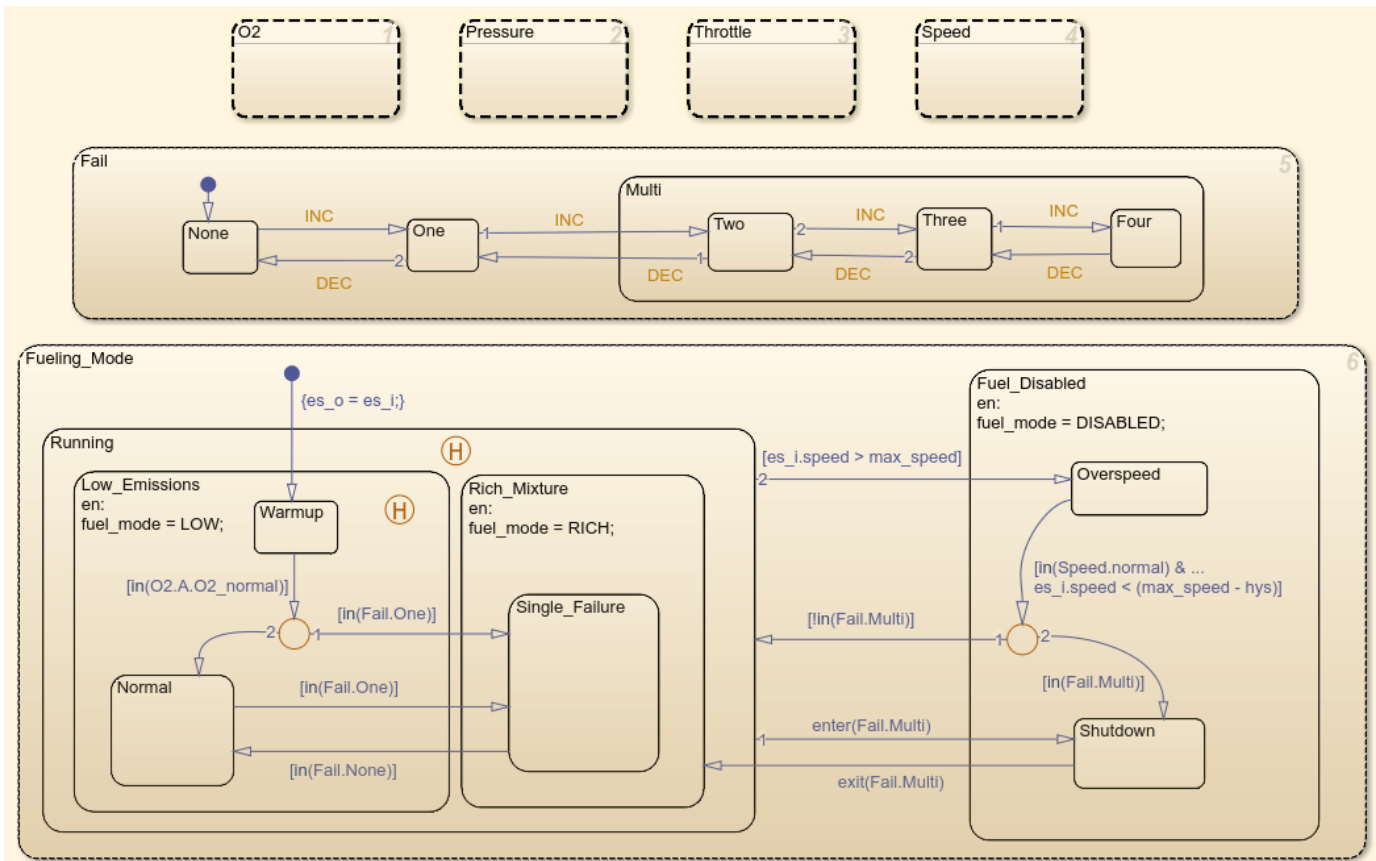 O2
1
Pressure
2
Throttle
3
Speed
4
Fail
5
None
INC
DEC
One
2
1
INC
DEC
Multi
Two
1
2
INC
DEC
Three
2
1
INC
DEC
Four
Fueling_Mode
6
{es_o = es_i;}
Running
H
Low_Emissions
en:
fuel_mode = LOW;
H
Warmup
[in(O2.A.O2_normal)]
2
1
[in(Fail.One)]
Normal
[in(Fail.One)]
[in(Fail.None)]
Rich_Mixture
en:
fuel_mode = RICH;
Single_Failure
[es_i.speed > max_speed]
2
[!in(Fail.Multi)]
1
2
enter(Fail.Multi)
1
exit(Fail.Multi)
Fuel_Disabled
en:
fuel_mode = DISABLED;
Overspeed
[in(Speed.normal) & ...
es_i.speed < (max_speed - hys)]
[in(Fail.Multi)]
Shutdown